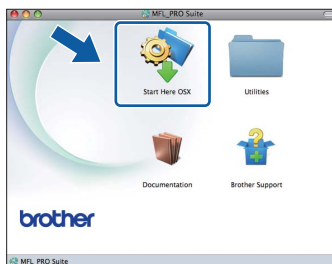 MFL_PRO Suite
Start Here OSX
Utilities
Documentation
Brother Support
brother
MFL_PRO Suite